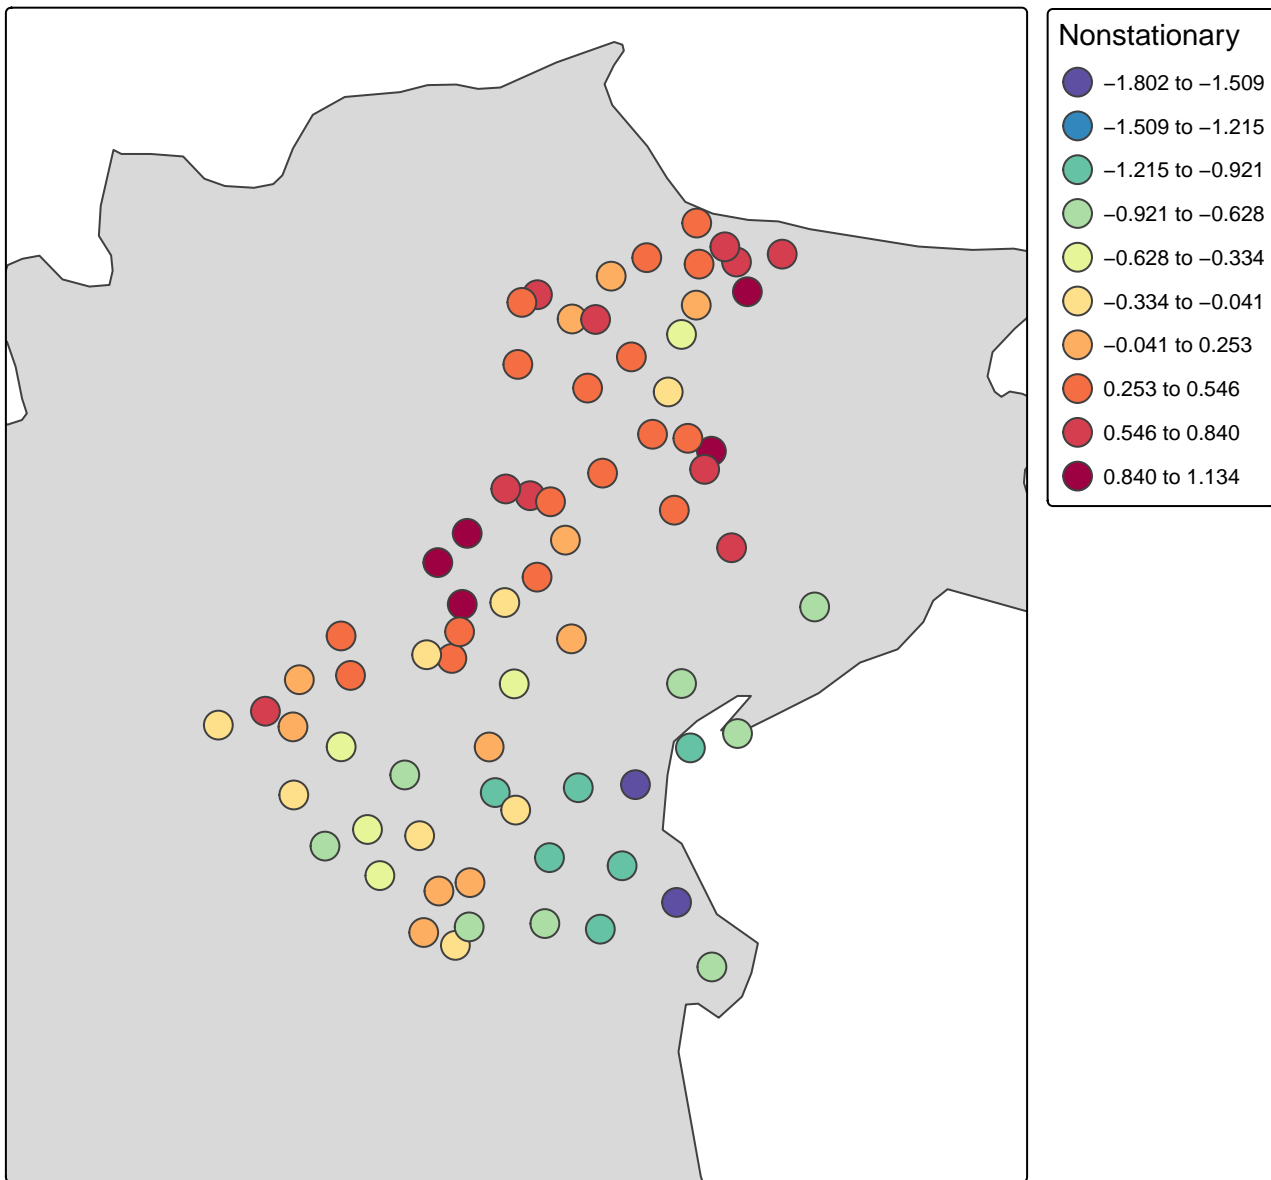 Nonstationary
−1.802 to −1.509
−1.509 to −1.215
−1.215 to −0.921
−0.921 to −0.628
−0.628 to −0.334
−0.334 to −0.041
−0.041 to 0.253
0.253 to 0.546
0.546 to 0.840
0.840 to 1.134